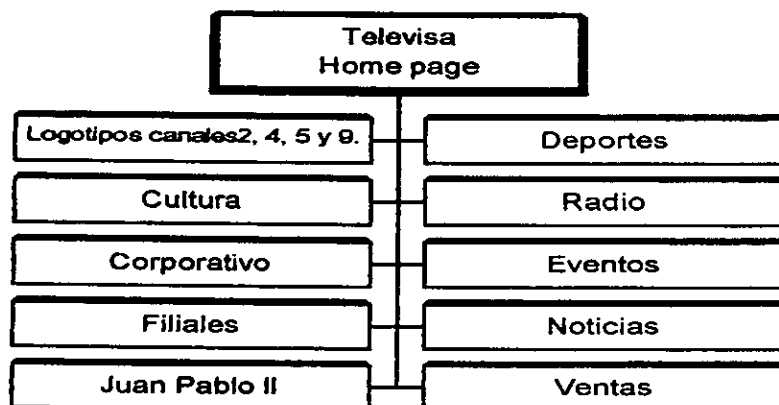 Televisa
Home page
Logotipos canales2, 4, 5 y 9.
Deportes
Cultura
Radio
Corporativo
Eventos
Filiales
Noticias
Juan Pablo II
Ventas